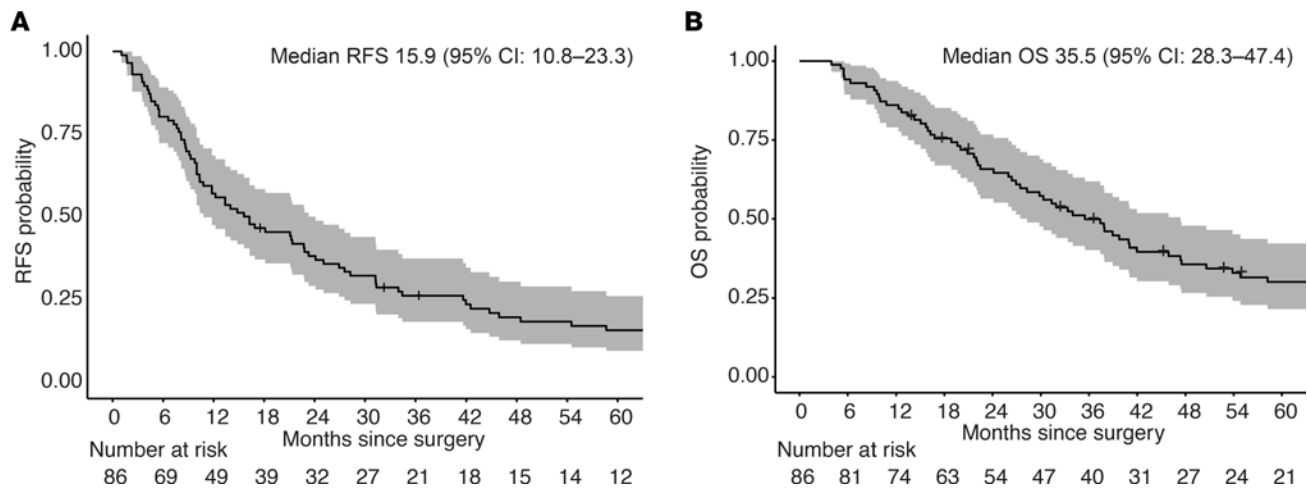 A
Median RFS 15.9 (95% CI: 10.8–23.3)
RFS probability
1.00
0.75
0.50
0.25
0.00
0 6 12 18 24 30 36 42 48 54 60
Months since surgery
Number at risk
86 69 49 39 32 27 21 18 15 14 12
B
Median OS 35.5 (95% CI: 28.3–47.4)
OS probability
1.00
0.75
0.50
0.25
0.00
0 6 12 18 24 30 36 42 48 54 60
Months since surgery
Number at risk
86 81 74 63 54 47 40 31 27 24 21